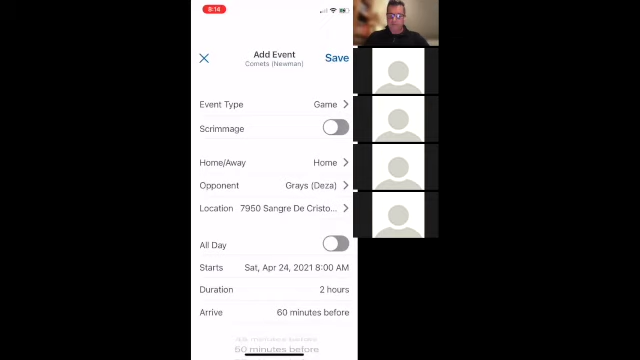 8:14
Add Event
Comets (Newman)
Save
Event Type Game
Scrimmage
Home/Away Home
Opponent Grays (Deza)
Location 7950 Sangre De Cristo...
All Day
Starts Sat, Apr 24, 2021 8:00 AM
Duration 2 hours
Arrive 60 minutes before
50 minutes before